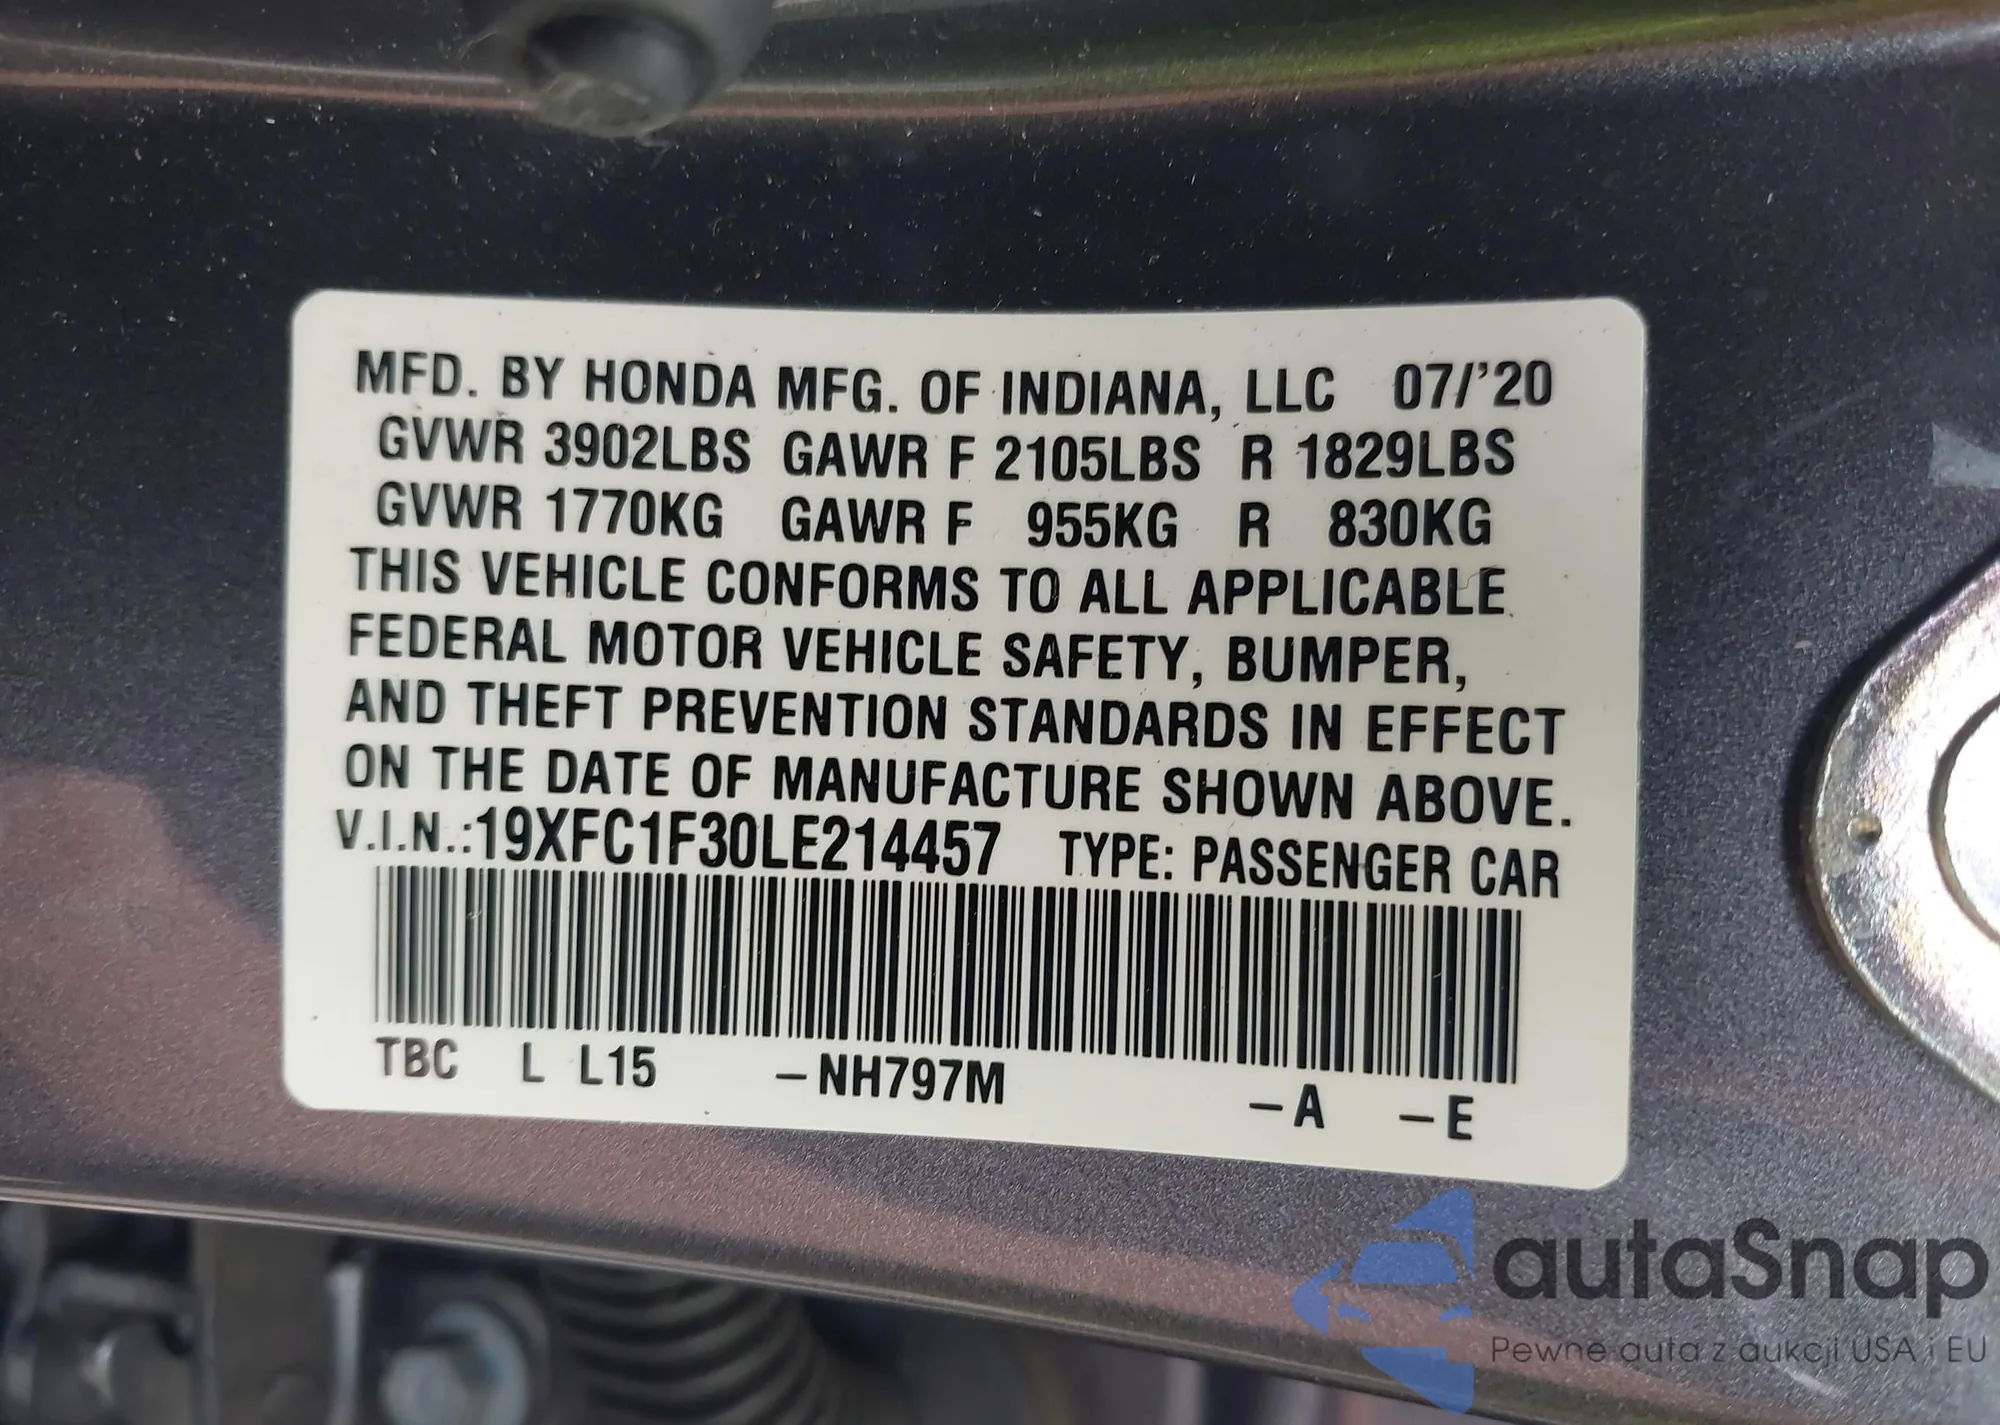 MFD. BY HONDA MFG. OF INDIANA, LLC 07/'20
GVWR 3902LBS GAWR F 2105LBS R 1829LBS
GVWR 1770KG GAWR F 955KG R 830KG
THIS VEHICLE CONFORMS TO ALL APPLICABLE
FEDERAL MOTOR VEHICLE SAFETY, BUMPER,
AND THEFT PREVENTION STANDARDS IN EFFECT
ON THE DATE OF MANUFACTURE SHOWN ABOVE.
V.I.N.:19XFC1F30LE214457 TYPE: PASSENGER CAR
TBC L L15 -NH797M -A -E
autaSnap
Pewne auta z aukcji USA i EU